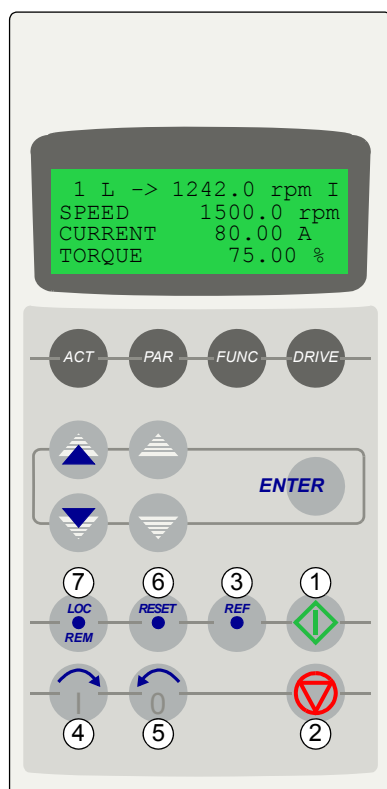 1 L -> 1242.0 rpm I
SPEED 1500.0 rpm
CURRENT 80.00 A
TORQUE 75.00 %
ACT PAR FUNC DRIVE
ENTER
7 6 3 1
LOC RESET REF
REM
I 0
4 5 2